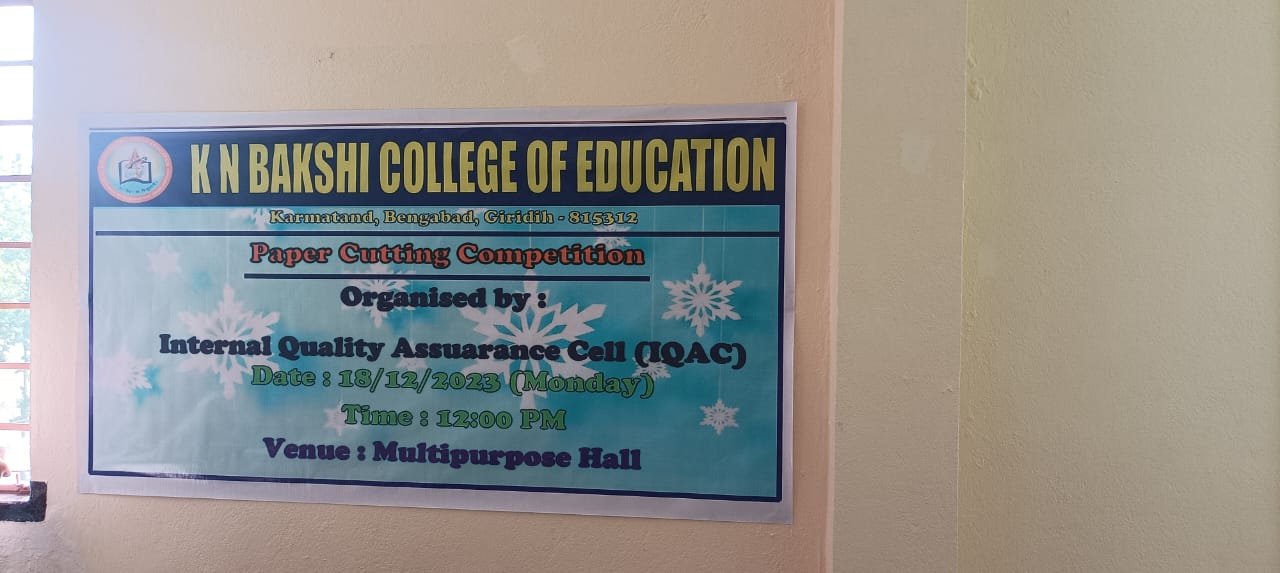 K N BAKSHI COLLEGE OF EDUCATION
Karmatand, Bengabad, Giridih - 815312
Paper Cutting Competition
Organised by :
Internal Quality Assuarance Cell (IQAC)
Date : 18/12/2023 (Monday)
Time : 12:00 PM
Venue : Multipurpose Hall